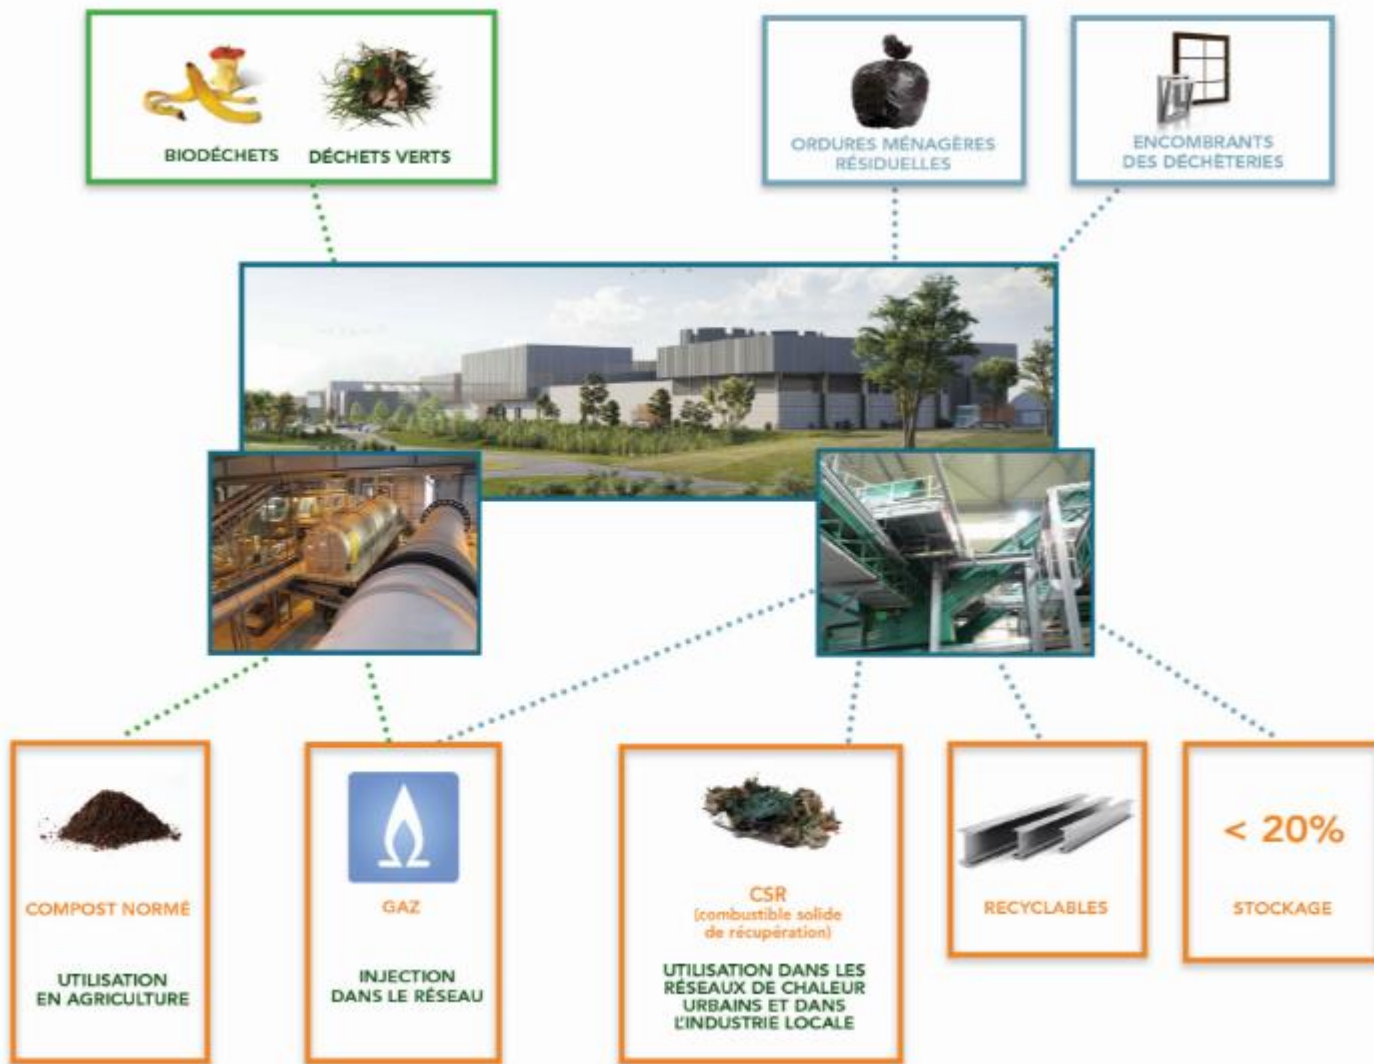 BIODÉCHETS
DÉCHETS VERTS
ORDURES MÉNAGÈRES
RÉSIDUELLES
ENCOMBRANTS
DES DÉCHÈTERIES
COMPOST NORMÉ
UTILISATION
EN AGRICULTURE
GAZ
INJECTION
DANS LE RÉSEAU
CSR
(combustible solide
de récupération)
UTILISATION DANS LES
RÉSEAUX DE CHALEUR
URBAINS ET DANS
L'INDUSTRIE LOCALE
RECYCLABLES
< 20%
STOCKAGE